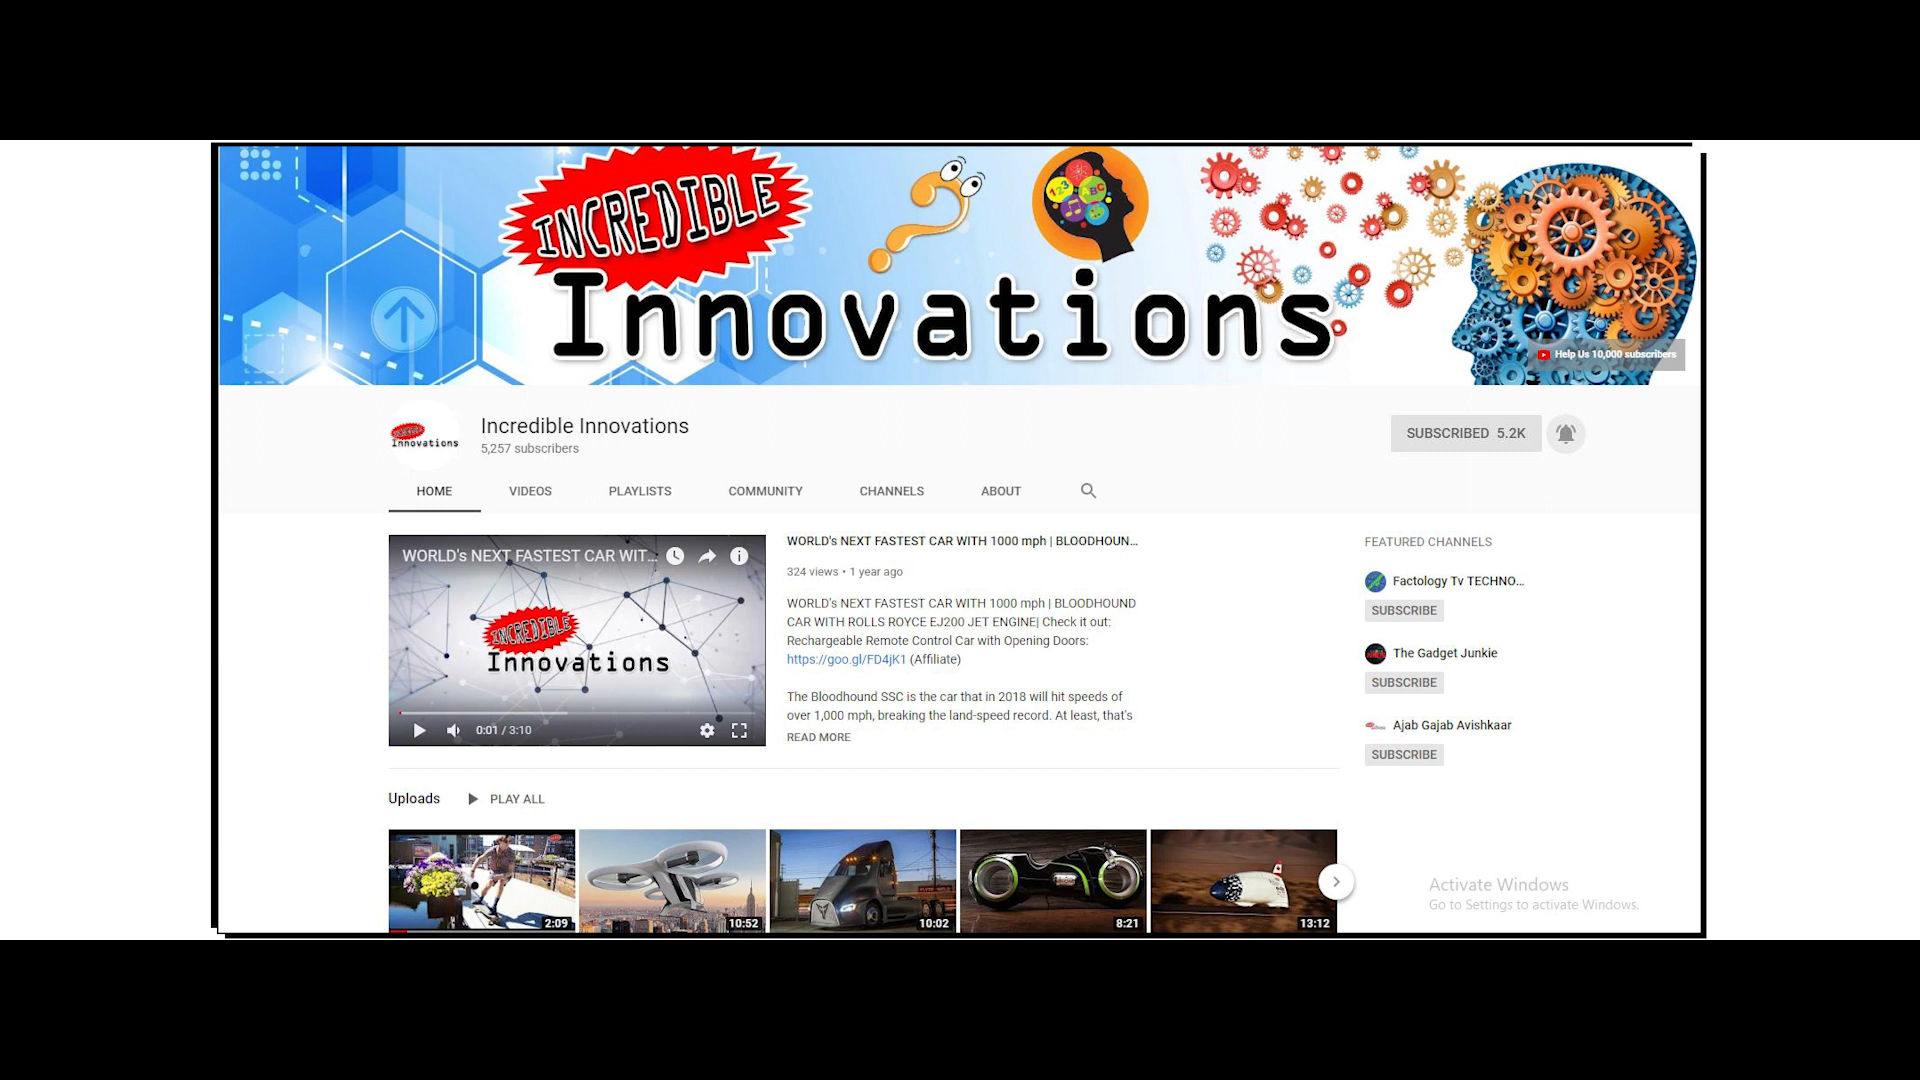 INCREDIBLE
Innovations
123
ABC
Help Us 10,000 subscribers
INCREDIBLE
Innovations
Incredible Innovations
5,257 subscribers
SUBSCRIBED 5.2K
HOME
VIDEOS
PLAYLISTS
COMMUNITY
CHANNELS
ABOUT
WORLD's NEXT FASTEST CAR WIT...
INCREDIBLE
Innovations
0:01 / 3:10
WORLD's NEXT FASTEST CAR WITH 1000 mph | BLOODHOUN...
324 views • 1 year ago
WORLD's NEXT FASTEST CAR WITH 1000 mph | BLOODHOUND
CAR WITH ROLLS ROYCE EJ200 JET ENGINE| Check it out:
Rechargeable Remote Control Car with Opening Doors:
https://goo.gl/FD4jK1 (Affiliate)
The Bloodhound SSC is the car that in 2018 will hit speeds of
over 1,000 mph, breaking the land-speed record. At least, that's
READ MORE
FEATURED CHANNELS
Factology Tv TECHNO...
SUBSCRIBE
The Gadget Junkie
SUBSCRIBE
Ajab Gajab Avishkaar
SUBSCRIBE
Uploads
PLAY ALL
2:09
10:52
10:02
8:21
13:12
Activate Windows
Go to Settings to activate Windows.